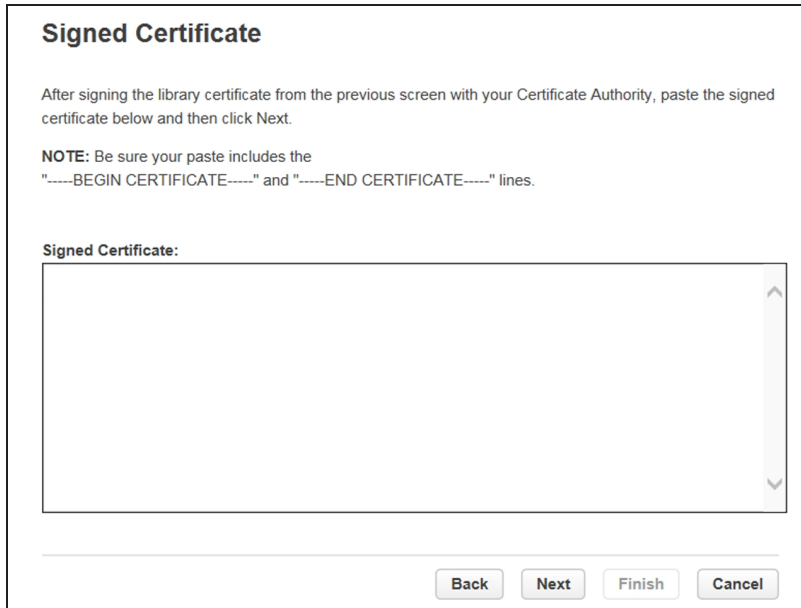 Signed Certificate
After signing the library certificate from the previous screen with your Certificate Authority, paste the signed
certificate below and then click Next.
NOTE: Be sure your paste includes the
"-----BEGIN CERTIFICATE-----" and "-----END CERTIFICATE-----" lines.
Signed Certificate:
Back Next Finish Cancel